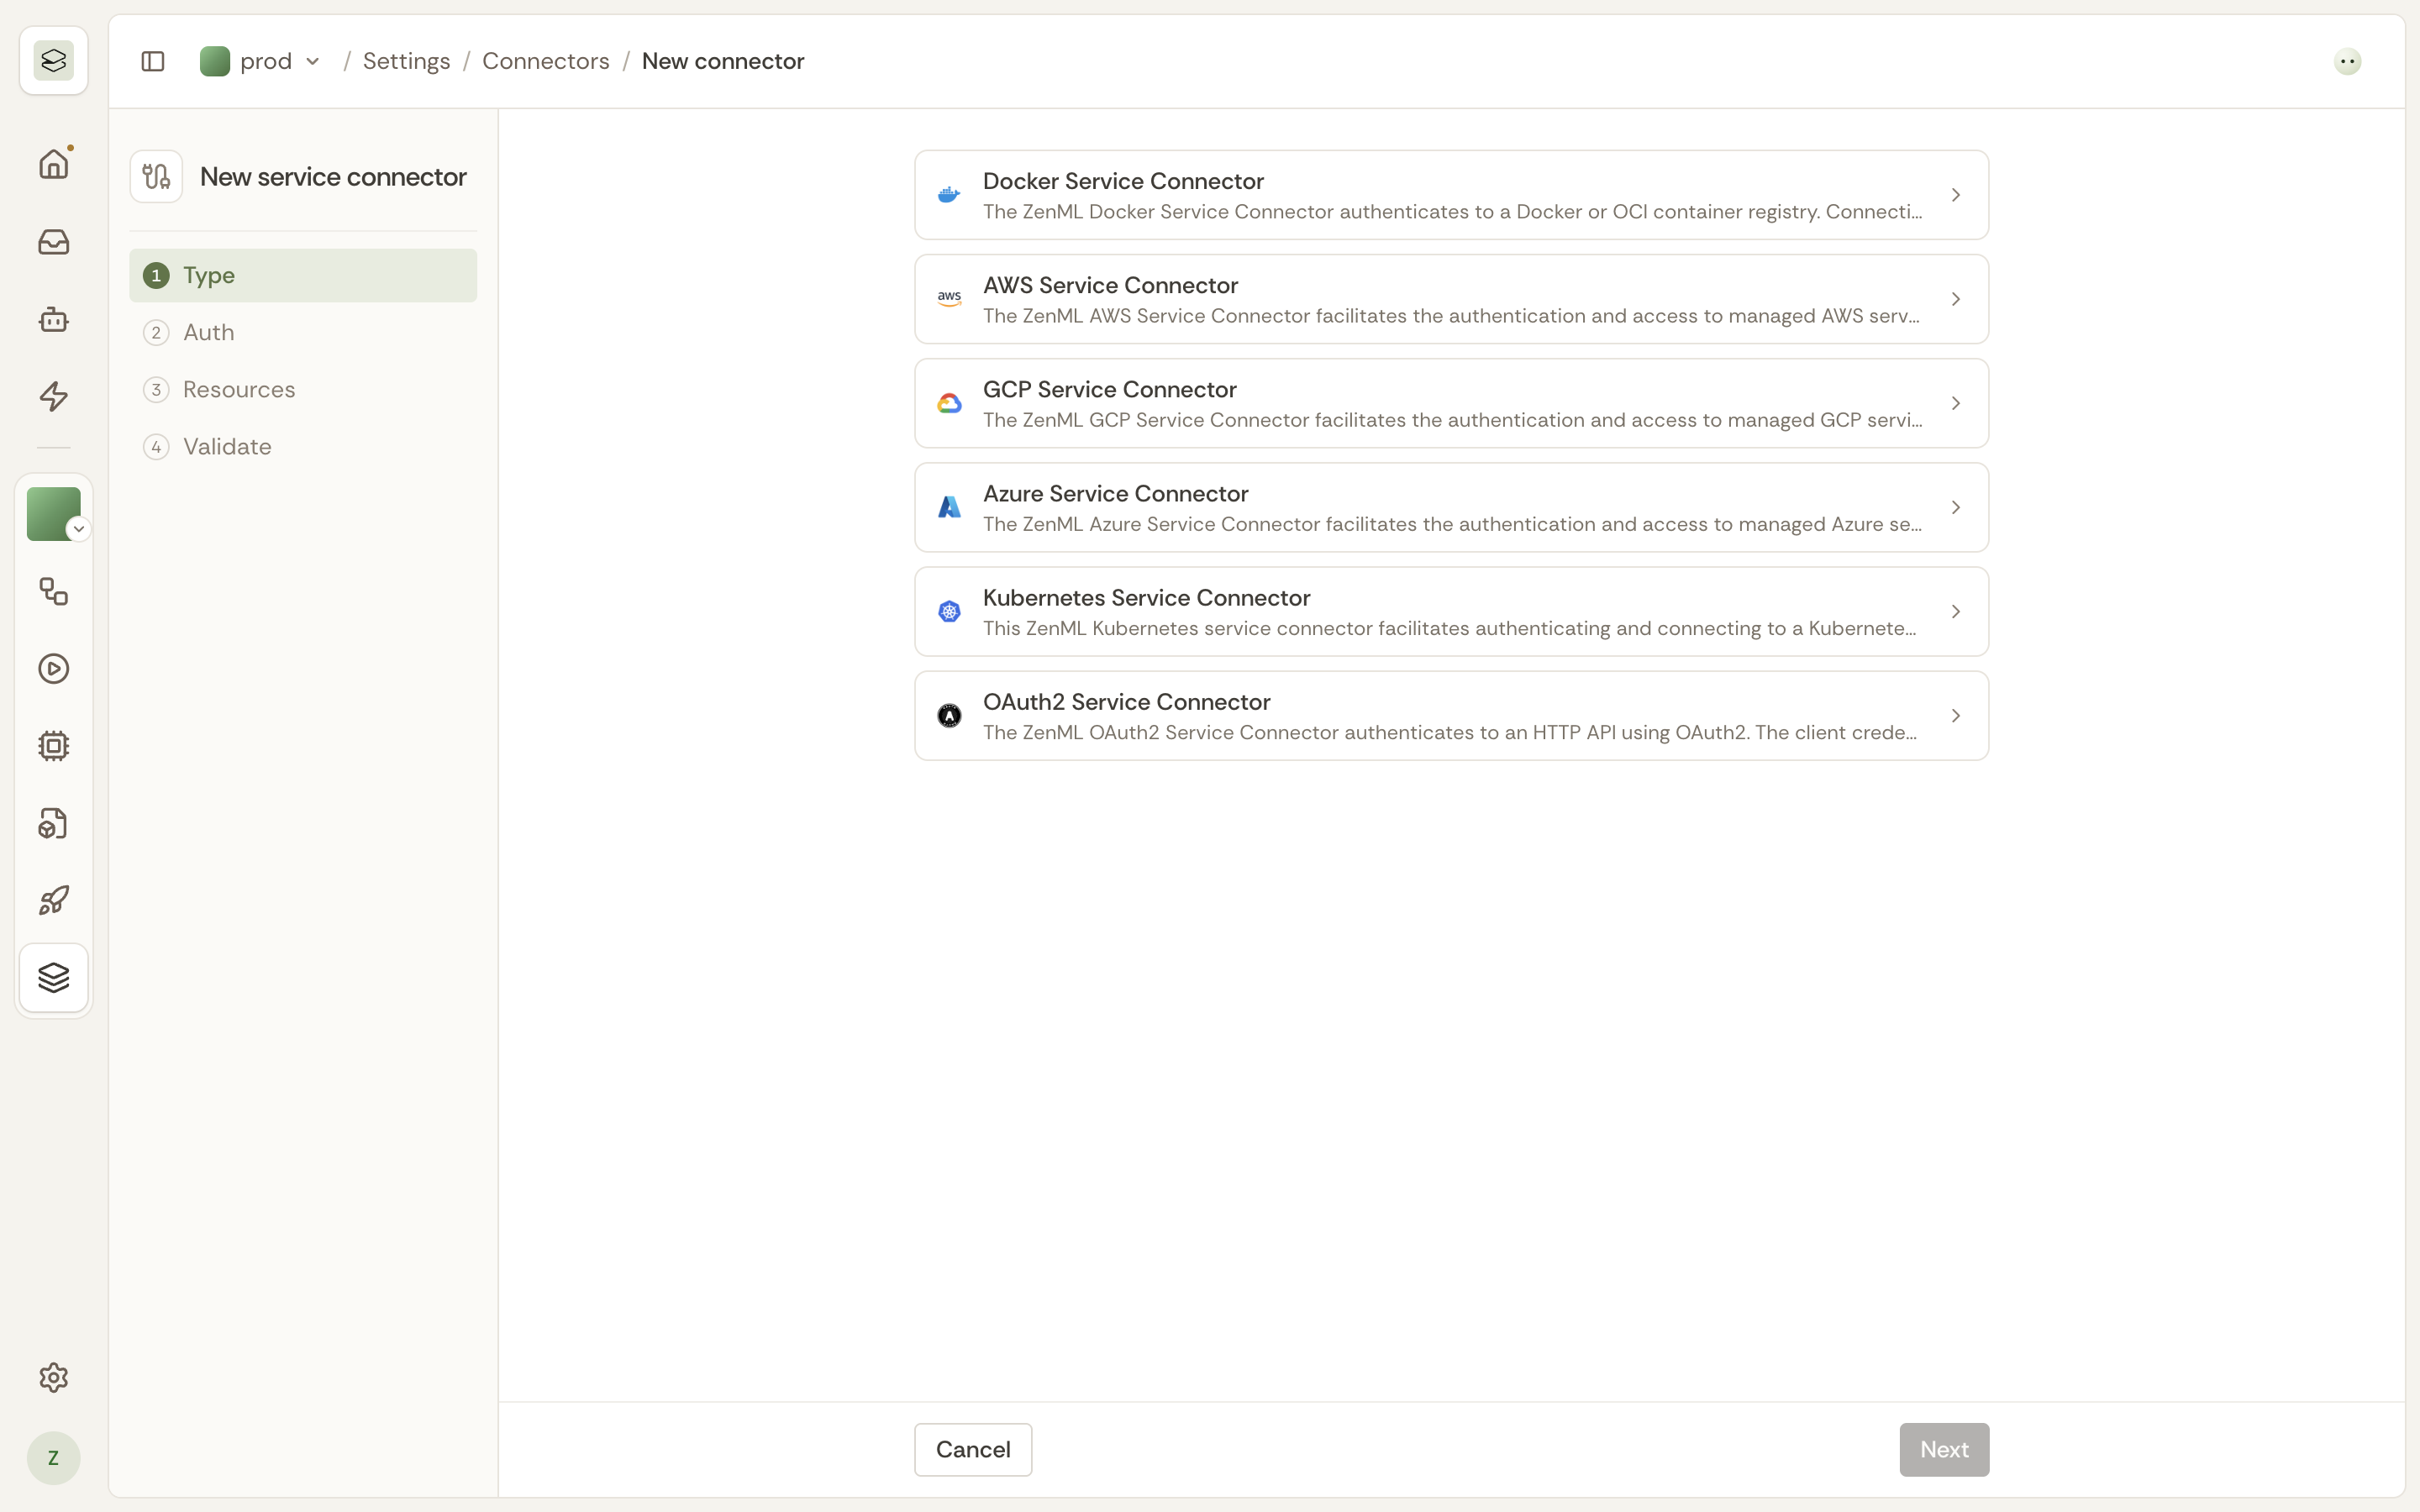 prod / Settings / Connectors / New connector
New service connector
1 Type
2 Auth
3 Resources
4 Validate
Docker Service Connector
The ZenML Docker Service Connector authenticates to a Docker or OCI container registry. Connecti...
aws
AWS Service Connector
The ZenML AWS Service Connector facilitates the authentication and access to managed AWS serv...
GCP Service Connector
The ZenML GCP Service Connector facilitates the authentication and access to managed GCP servi...
Azure Service Connector
The ZenML Azure Service Connector facilitates the authentication and access to managed Azure se...
Kubernetes Service Connector
This ZenML Kubernetes service connector facilitates authenticating and connecting to a Kubernete...
OAuth2 Service Connector
The ZenML OAuth2 Service Connector authenticates to an HTTP API using OAuth2. The client crede...
Cancel
Next
Z